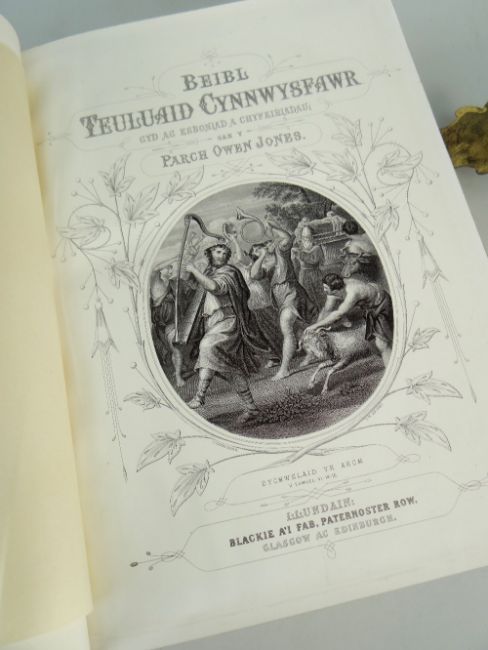 BEIBL
TEULUAID CYNNWYSFAWR
GYD AG ESBONIAD A CHYFEIRIADAU;
GAN Y
PARCH OWEN JONES.
DYCHWELIAD YR ARCH
LLUNDAIN:
BLACKIE A'I FAB, PATERNOSTER ROW,
GLASGOW AC EDINBURGH.